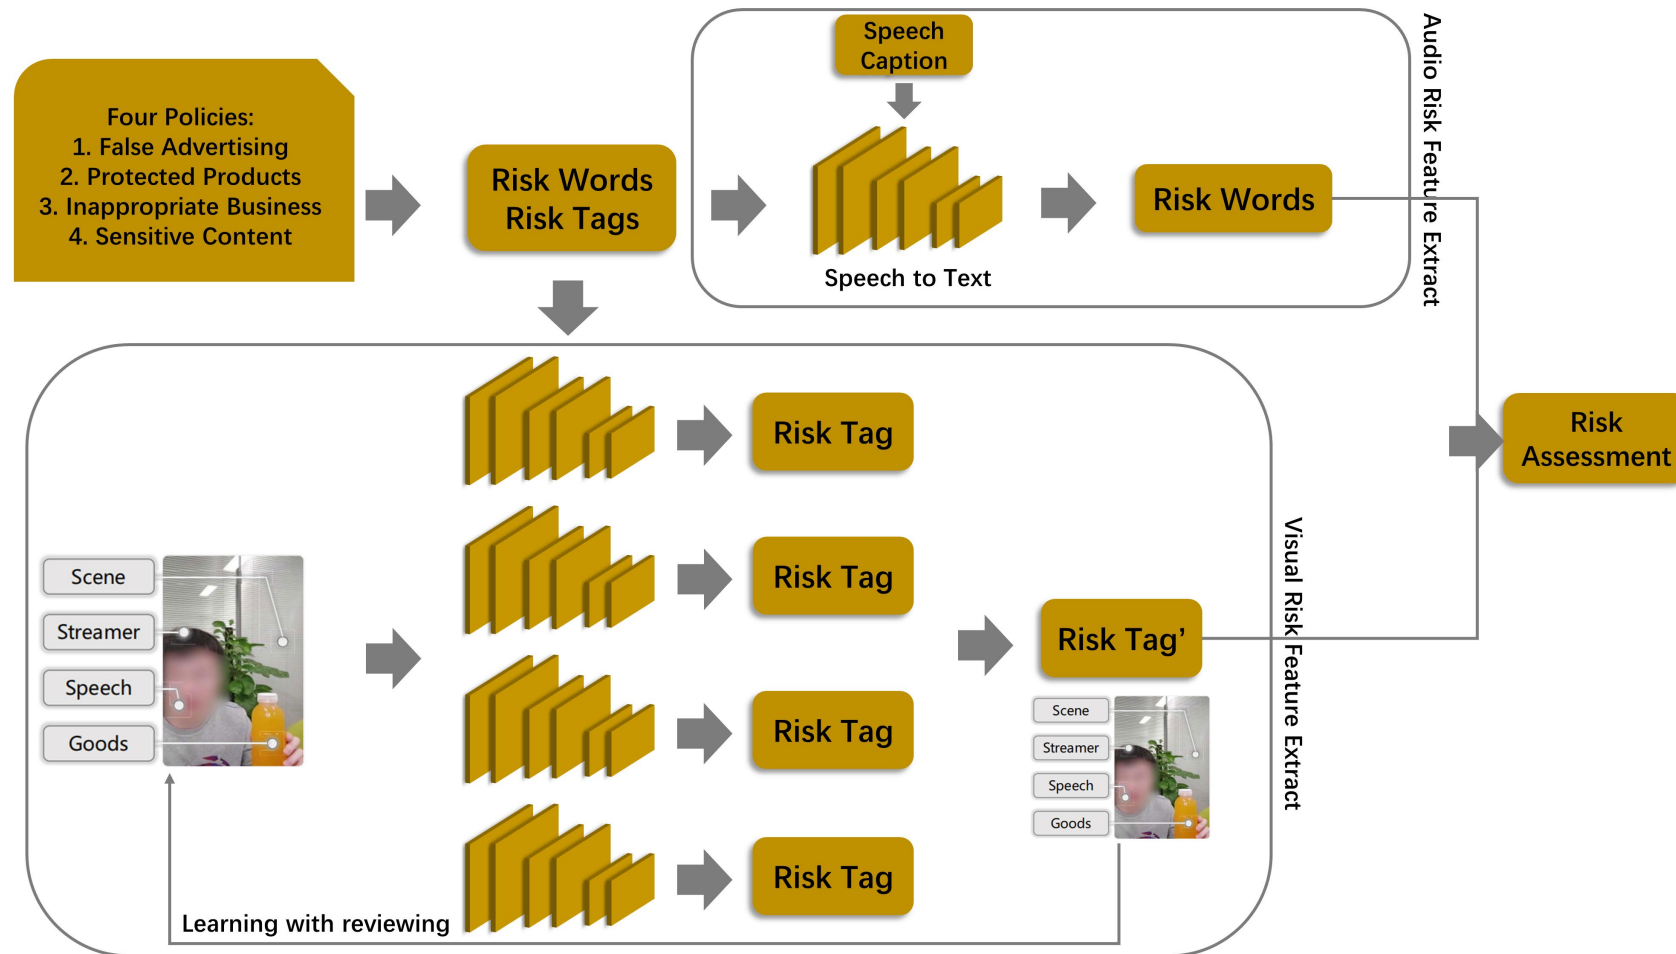 Four Policies:
1. False Advertising
2. Protected Products
3. Inappropriate Business
4. Sensitive Content
Risk Words
Risk Tags
Speech
Caption
Speech to Text
Risk Words
Audio Risk Feature Extract
Risk Tag
Risk Tag
Risk Tag
Risk Tag
Scene
Streamer
Speech
Goods
Risk Tag’
Scene
Streamer
Speech
Goods
Learning with reviewing
Visual Risk Feature Extract
Risk
Assessment